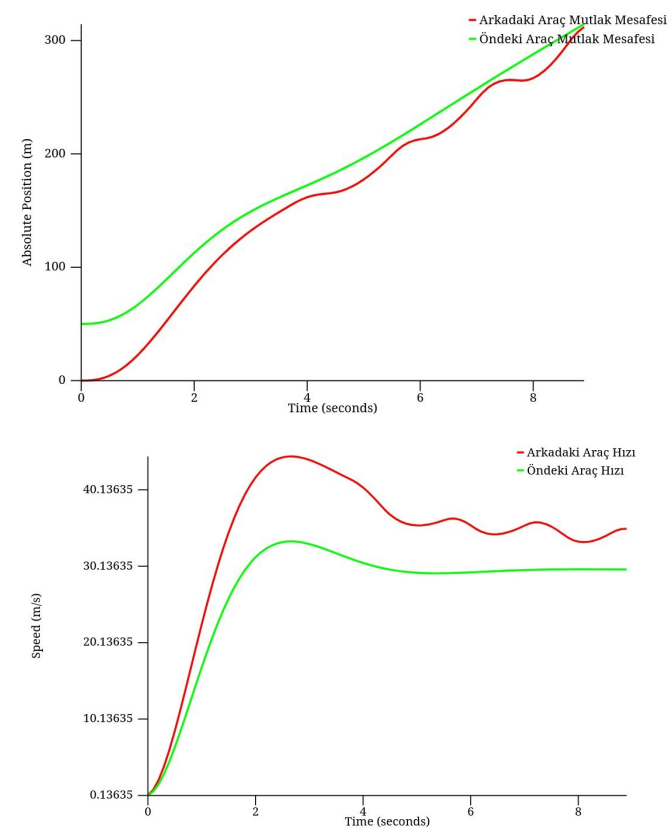 Arkadaki Araç Mutlak Mesafesi
Öndeki Araç Mutlak Mesafesi
300
200
100
0
Absolute Position (m)
0 2 4 6 8
Time (seconds)
Arkadaki Araç Hızı
Öndeki Araç Hızı
40.13635
30.13635
20.13635
10.13635
0.13635
Speed (m/s)
0 2 4 6 8
Time (seconds)